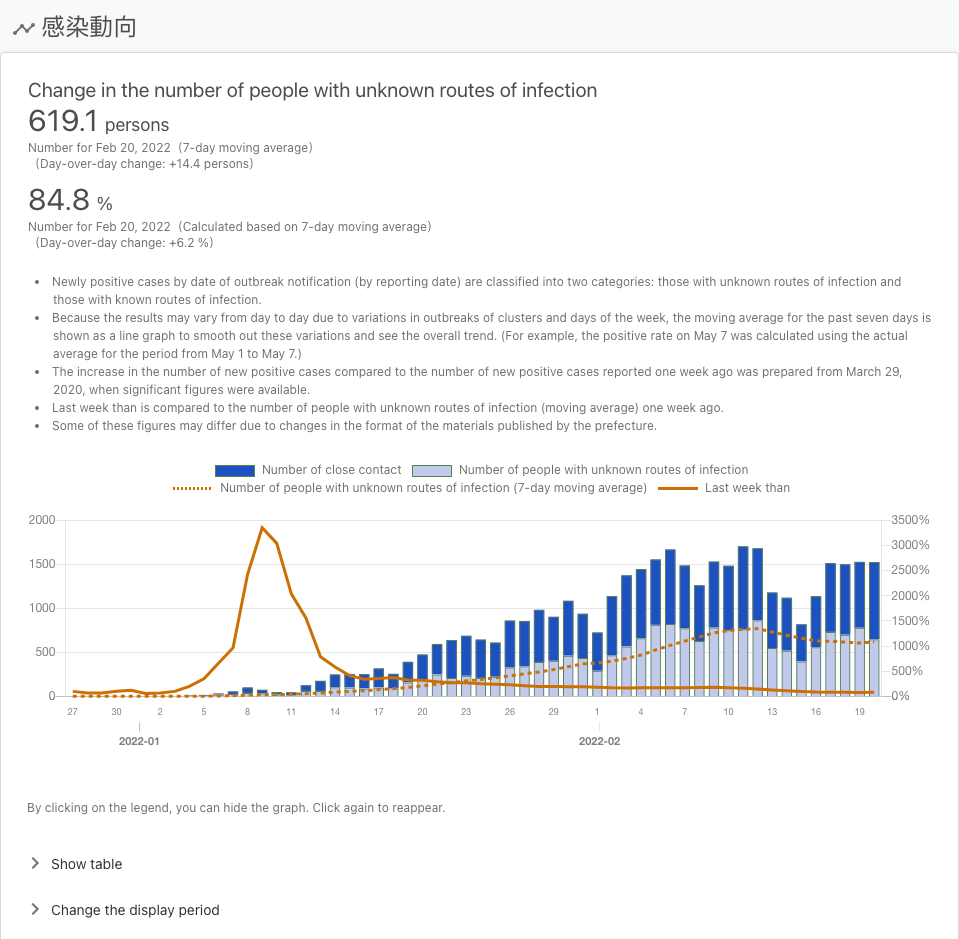 感染動向
Change in the number of people with unknown routes of infection
619.1 persons
Number for Feb 20, 2022 (7-day moving average)
(Day-over-day change: +14.4 persons)
84.8 %
Number for Feb 20, 2022 (Calculated based on 7-day moving average)
(Day-over-day change: +6.2 %)
• Newly positive cases by date of outbreak notification (by reporting date) are classified into two categories: those with unknown routes of infection and
those with known routes of infection.
• Because the results may vary from day to day due to variations in outbreaks of clusters and days of the week, the moving average for the past seven days is
shown as a line graph to smooth out these variations and see the overall trend. (For example, the positive rate on May 7 was calculated using the actual
average for the period from May 1 to May 7.)
• The increase in the number of new positive cases compared to the number of new positive cases reported one week ago was prepared from March 29,
2020, when significant figures were available.
• Last week than is compared to the number of people with unknown routes of infection (moving average) one week ago.
• Some of these figures may differ due to changes in the format of the materials published by the prefecture.
Number of close contact Number of people with unknown routes of infection
Number of people with unknown routes of infection (7-day moving average) Last week than
2000 3500%
3000%
1500 2500%
2000%
1000 1500%
1000%
500 500%
0 0%
27 30 2 5 8 11 14 17 20 23 26 29 1 4 7 10 13 16 19
2022-01 2022-02
By clicking on the legend, you can hide the graph. Click again to reappear.
Show table
Change the display period